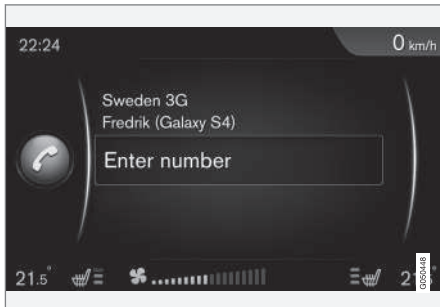 22:24
0 km/h
Sweden 3G
Fredrik (Galaxy S4)
Enter number
21.5°
G050448